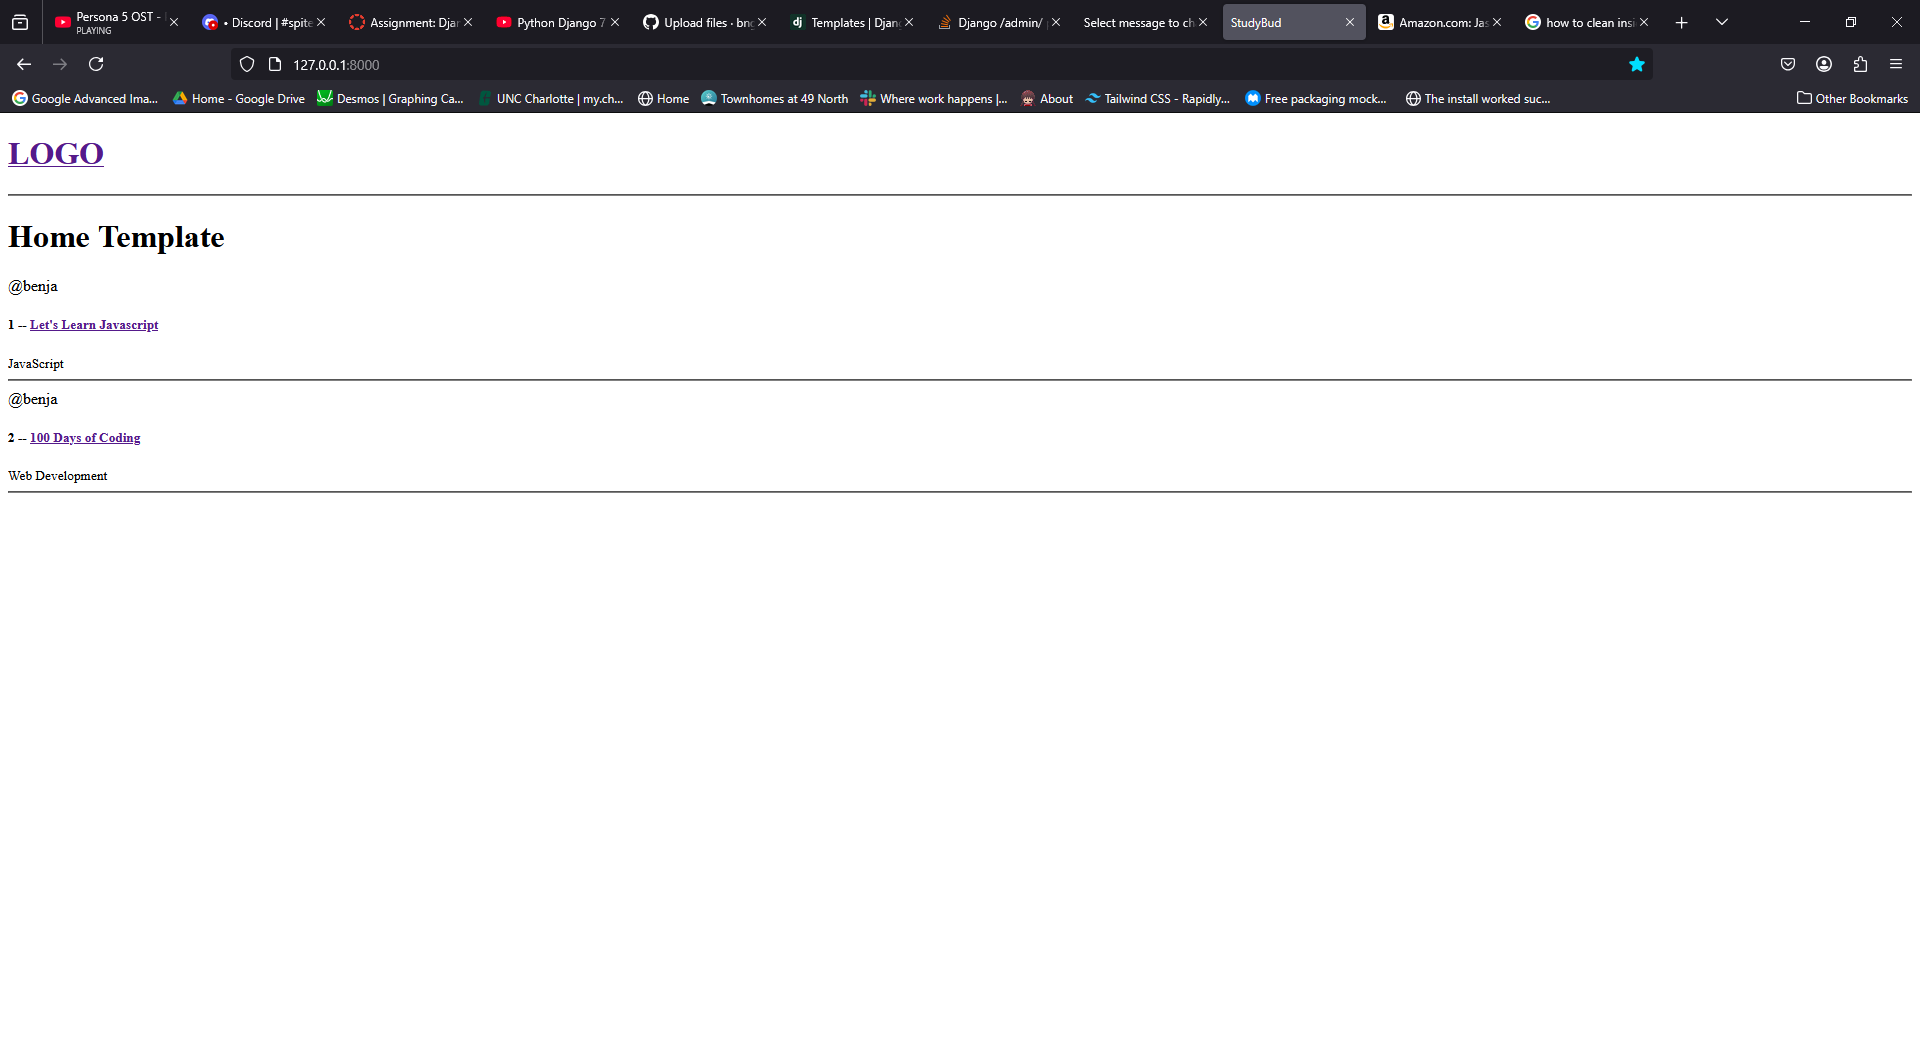 Persona 5 OST -
PLAYING
• Discord | #spite
Assignment: Djan
Python Django 7
Upload files · bng
Templates | Djang
Django /admin/
Select message to ch
StudyBud
Amazon.com: Jas
how to clean insi
127.0.0.1:8000
Google Advanced Ima...
Home - Google Drive
Desmos | Graphing Ca...
UNC Charlotte | my.ch...
Home
Townhomes at 49 North
Where work happens |...
About
Tailwind CSS - Rapidly...
Free packaging mock...
The install worked suc...
Other Bookmarks
LOGO
Home Template
@benja
1 -- Let's Learn Javascript
JavaScript
@benja
2 -- 100 Days of Coding
Web Development